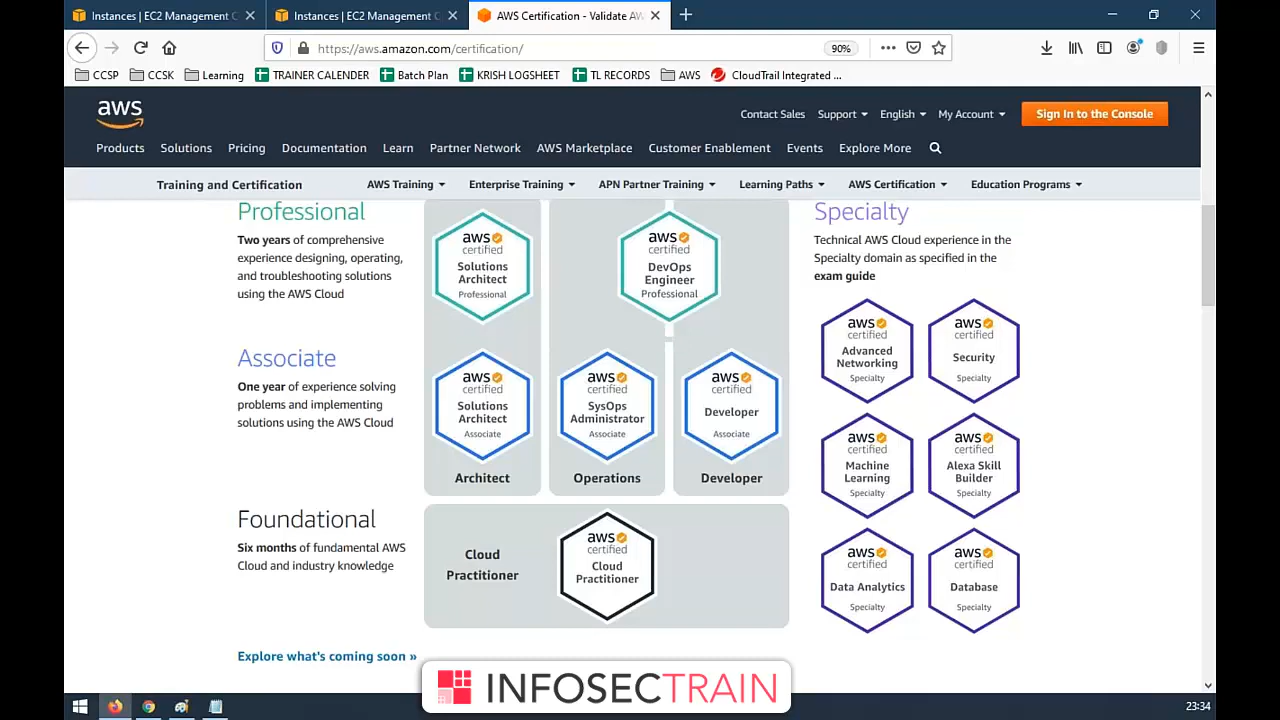 Instances | EC2 Management C
Instances | EC2 Management C
AWS Certification - Validate AW
https://aws.amazon.com/certification/
90%
CCSP
CCSK
Learning
TRAINER CALENDER
Batch Plan
KRISH LOGSHEET
TL RECORDS
AWS
CloudTrail Integrated ...
aws
Contact Sales
Support
English
My Account
Sign In to the Console
Products
Solutions
Pricing
Documentation
Learn
Partner Network
AWS Marketplace
Customer Enablement
Events
Explore More
Training and Certification
AWS Training
Enterprise Training
APN Partner Training
Learning Paths
AWS Certification
Education Programs
Professional
Two years of comprehensive
experience designing, operating,
and troubleshooting solutions
using the AWS Cloud
aws
certified
Solutions
Architect
Professional
aws
certified
DevOps
Engineer
Professional
Associate
One year of experience solving
problems and implementing
solutions using the AWS Cloud
aws
certified
Solutions
Architect
Associate
aws
certified
SysOps
Administrator
Associate
aws
certified
Developer
Associate
Architect
Operations
Developer
Foundational
Six months of fundamental AWS
Cloud and industry knowledge
Cloud
Practitioner
aws
certified
Cloud
Practitioner
Specialty
Technical AWS Cloud experience in the
Specialty domain as specified in the
exam guide
aws
certified
Advanced
Networking
Specialty
aws
certified
Security
Specialty
aws
certified
Machine
Learning
Specialty
aws
certified
Alexa Skill
Builder
Specialty
aws
certified
Data Analytics
Specialty
aws
certified
Database
Specialty
Explore what's coming soon »
INFOSECTRAIN
23:34